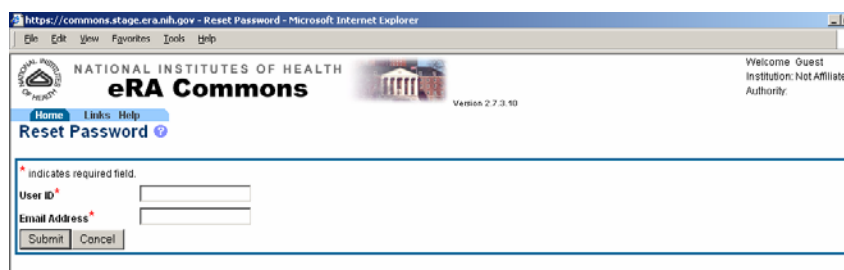 https://commons.stage.era.nih.gov - Reset Password - Microsoft Internet Explorer
File Edit View Favorites Tools Help
NATIONAL INSTITUTES OF HEALTH
eRA Commons
Version 2.7.3.10
Welcome Guest
Institution: Not Affiliate
Authority:
Home Links Help
Reset Password ?
* indicates required field.
User ID*
Email Address*
Submit Cancel